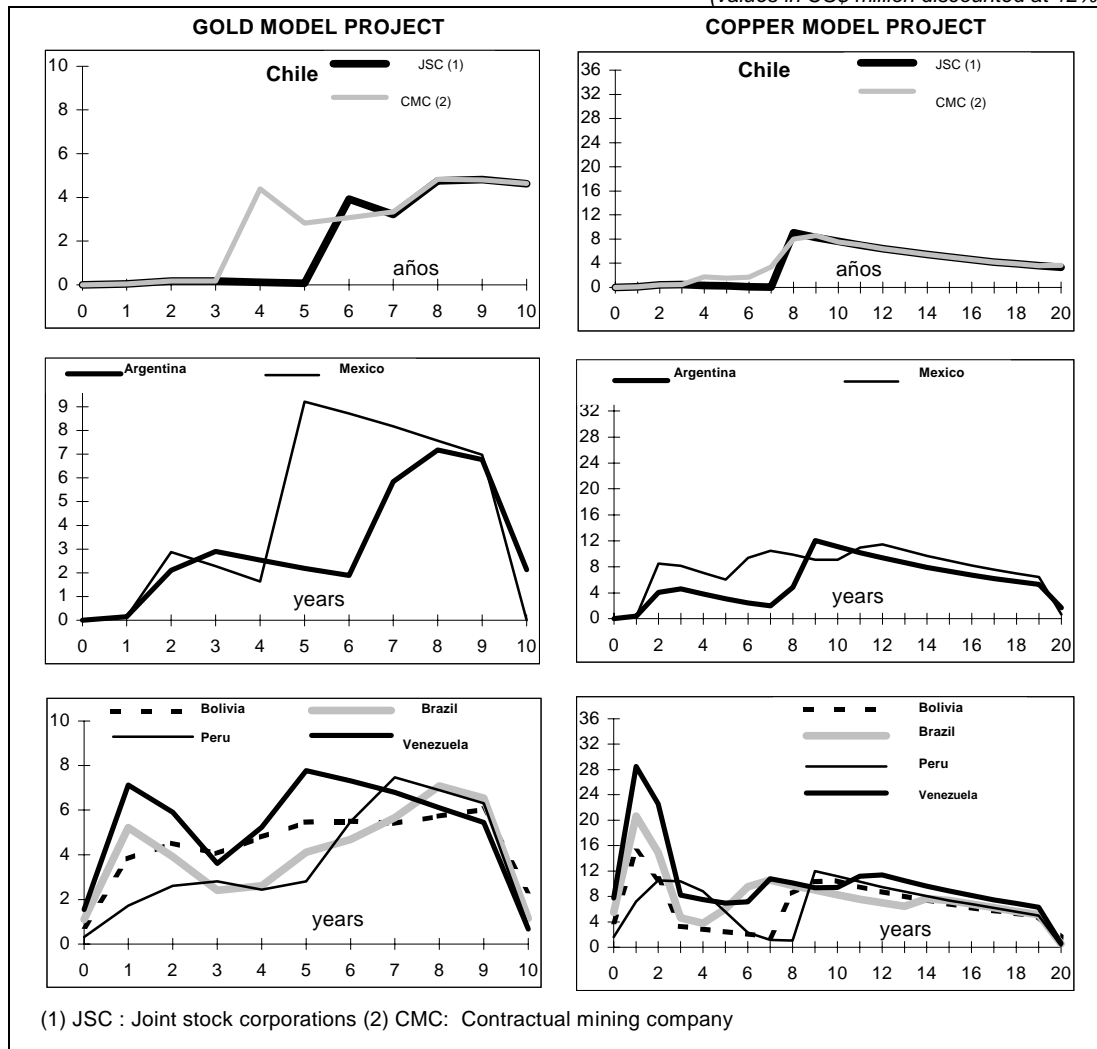 (values in US$ million discounted at 12%
GOLD MODEL PROJECT
COPPER MODEL PROJECT
10
8
6
4
2
0
Chile
JSC (1)
CMC (2)
años
0 1 2 3 4 5 6 7 8 9 10
36
32
28
24
20
16
12
8
4
0
Chile
JSC (1)
CMC (2)
años
0 2 4 6 8 10 12 14 16 18 20
Argentina Mexico
9
8
7
6
5
4
3
2
1
0
years
0 1 2 3 4 5 6 7 8 9 10
Argentina Mexico
32
28
24
20
16
12
8
4
0
years
0 2 4 6 8 10 12 14 16 18 20
Bolivia Brazil
Peru Venezuela
10
8
6
4
2
0
years
0 1 2 3 4 5 6 7 8 9 10
Bolivia
Brazil
Peru
Venezuela
36
32
28
24
20
16
12
8
4
0
years
0 2 4 6 8 10 12 14 16 18 20
(1) JSC : Joint stock corporations (2) CMC: Contractual mining company